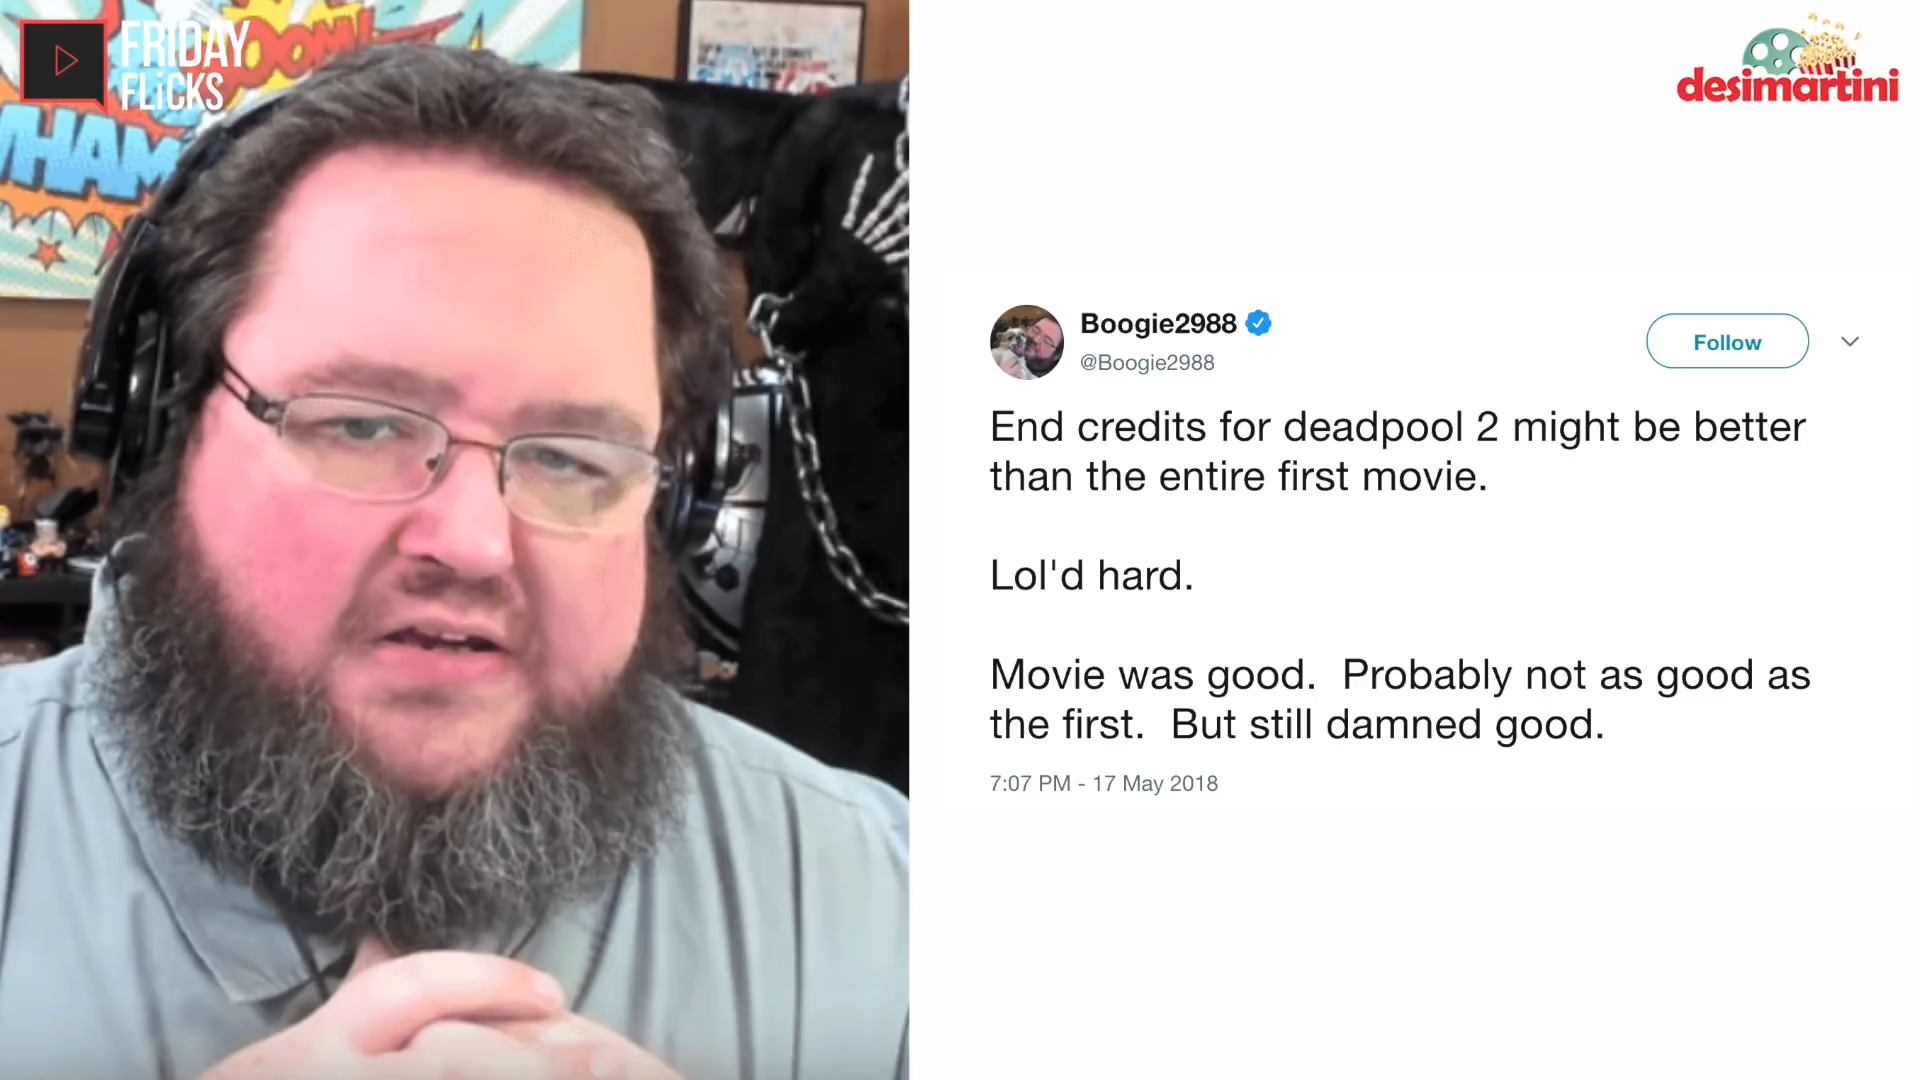 FRIDAY
FLiCKS
OOM
WHAM
desimartini
Boogie2988
@Boogie2988
Follow
End credits for deadpool 2 might be better
than the entire first movie.
Lol'd hard.
Movie was good.  Probably not as good as
the first.  But still damned good.
7:07 PM - 17 May 2018